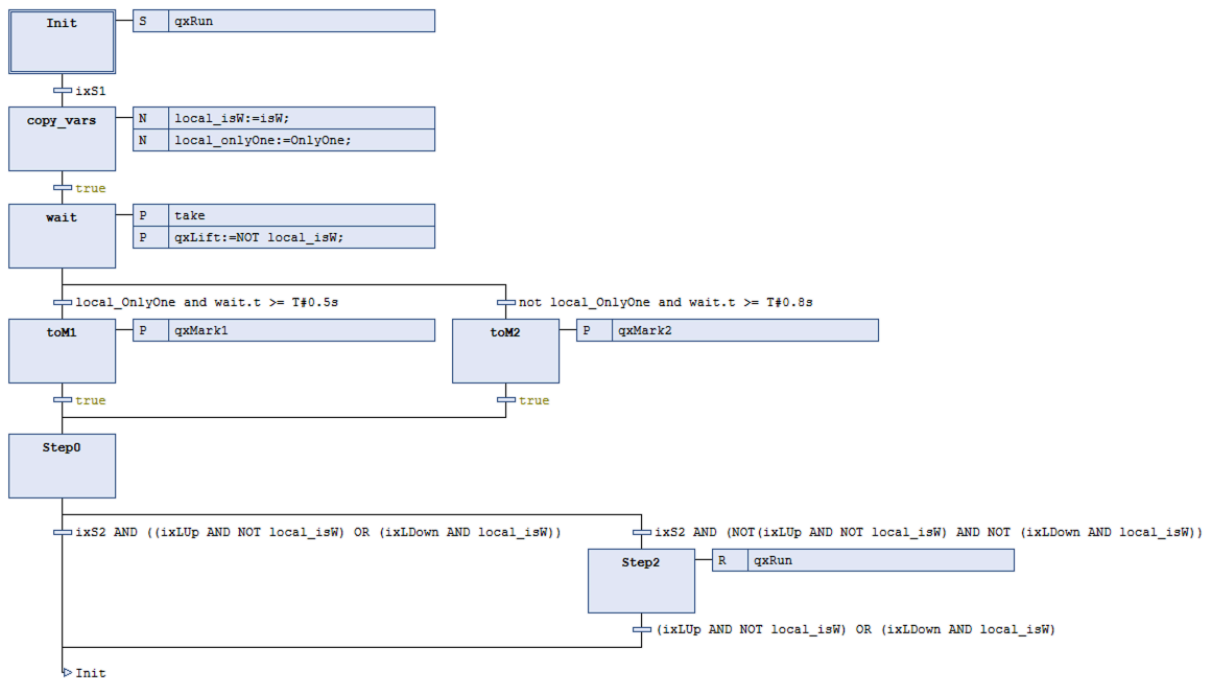 Init S qxRun
ixS1
copy_vars N local_isW:=isW;
N local_onlyOne:=OnlyOne;
true
wait P take
P qxLift:=NOT local_isW;
local_OnlyOne and wait.t >= T#0.5s not local_OnlyOne and wait.t >= T#0.8s
toM1 P qxMark1 toM2 P qxMark2
true true
Step0
ixS2 AND ((ixLUp AND NOT local_isW) OR (ixLDown AND local_isW)) ixS2 AND (NOT(ixLUp AND NOT local_isW) AND NOT (ixLDown AND local_isW))
Step2 R qxRun
(ixLUp AND NOT local_isW) OR (ixLDown AND local_isW)
Init